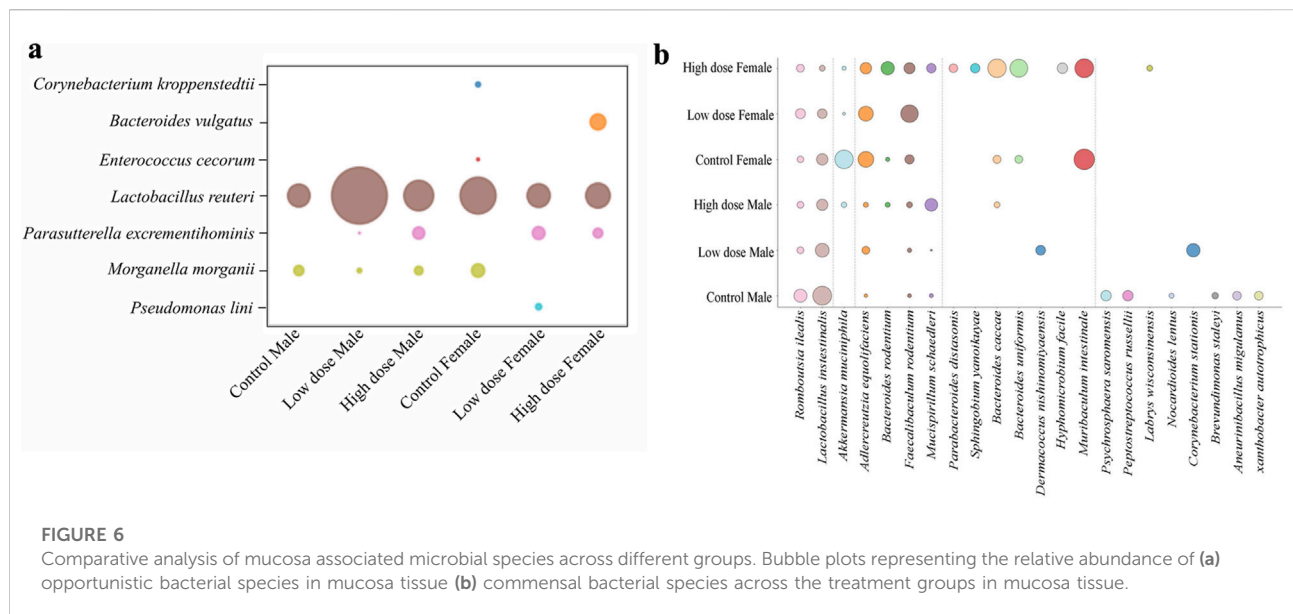 a
Corynebacterium kroppenstedtii
Bacteroides vulgatus
Enterococcus cecorum
Lactobacillus reuteri
Parasutterella excrementihominis
Morganella morganii
Pseudomonas lini
Control Male
Low dose Male
High dose Male
Control Female
Low dose Female
High dose Female
b
High dose Female
Low dose Female
Control Female
High dose Male
Low dose Male
Control Male
Romboutsia ilealis
Lactobacillus instestinalis
Akkermansia muciniphila
Adlercreutzia equolifaciens
Bacteroides rodentium
Faecalibaculum rodentium
Mucispirillum schaedleri
Parabacteroides distasonis
Sphingobium yanoikayae
Bacteroides caccae
Bacteroides uniformis
Dermacoccus nishinomiyaensis
Hyphomicrobium facile
Muribaculum intestinale
Psychrosphaera saromensis
Peptostreptococcus russellii
Labrys wisconsinensis
Nocardioides lennus
Corynebacterium stationis
Brevundmonas staleyi
Aneurinibacillus migulanus
xanthobacter autotrophicus
FIGURE 6
Comparative analysis of mucosa associated microbial species across different groups. Bubble plots representing the relative abundance of (a)
opportunistic bacterial species in mucosa tissue (b) commensal bacterial species across the treatment groups in mucosa tissue.